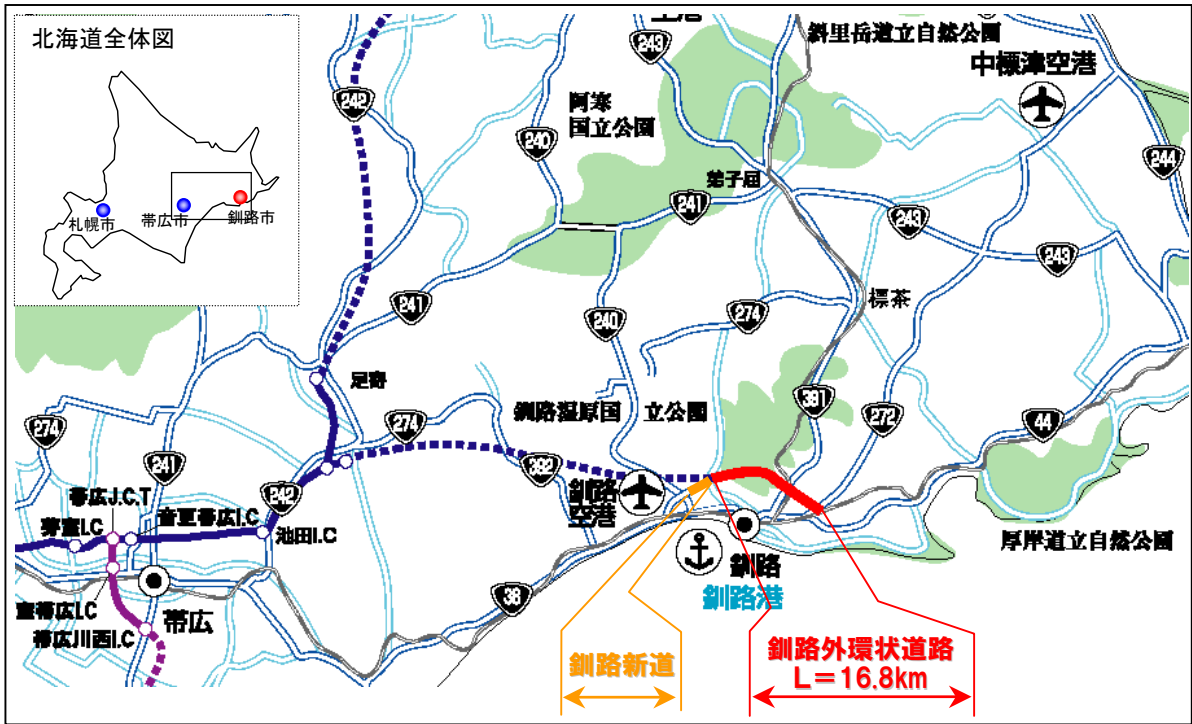 北海道全体図
札幌市
帯広市
釧路市
243
斜里岳道立自然公園
中標津空港
242
阿寒
国立公園
240
244
弟子屈
241
243
243
241
240
274
標茶
足寄
釧路湿原国
立公園
274
274
391
272
44
392
241
242
帯広J.C.T
音更帯広I.C
芽室I.C
池田I.C
釧路
空港
厚岸道立自然公園
釧路
釧路港
38
帯広
帯広川西I.C
釧路新道
釧路外環状道路
L=16.8km